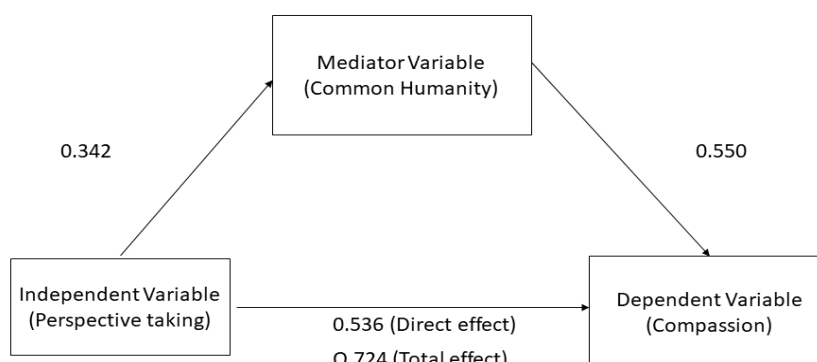 Mediator Variable
(Common Humanity)
0.342
0.550
Independent Variable
(Perspective taking)
Dependent Variable
(Compassion)
0.536 (Direct effect)
O.724 (Total effect)